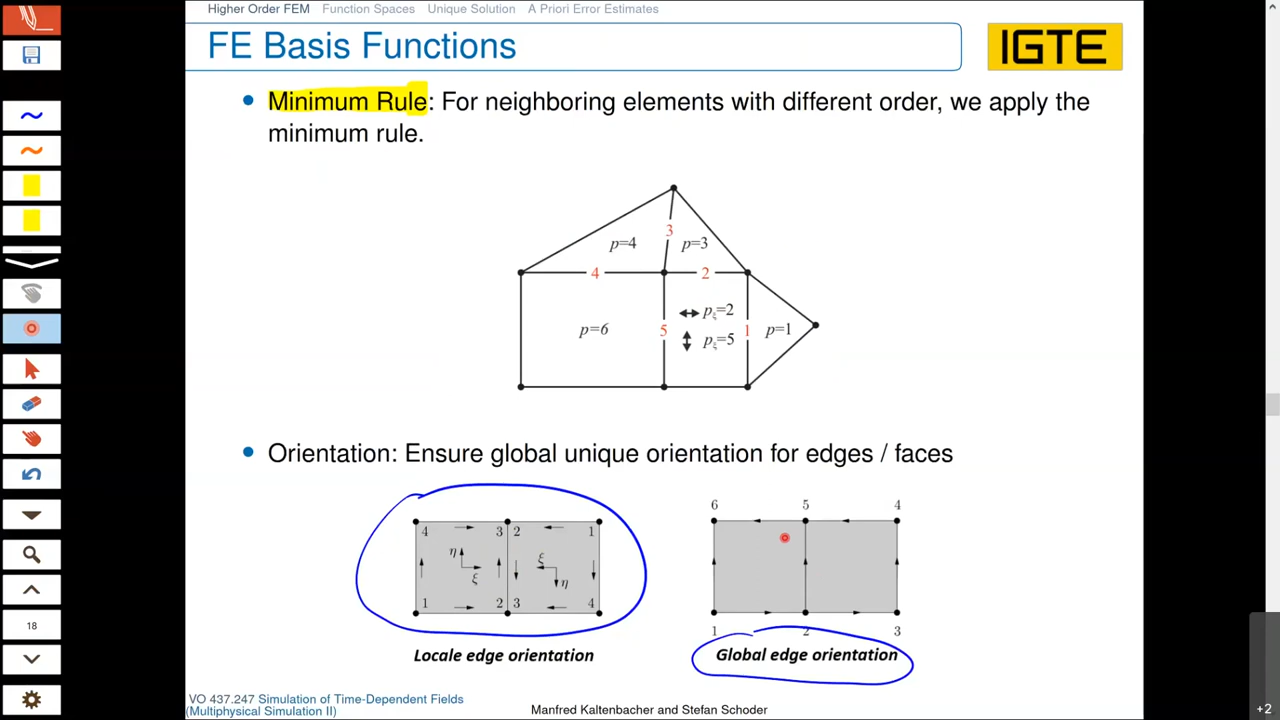 Higher Order FEM Function Spaces Unique Solution A Priori Error Estimates
FE Basis Functions
IGTE
• Minimum Rule: For neighboring elements with different order, we apply the
minimum rule.
3
p=4 p=3
4 2
pξ=2
p=6 5 1 p=1
pξ=5
• Orientation: Ensure global unique orientation for edges / faces
6 5 4
4 3 2 1
η ξ
ξ η
1 2 3 4
1 2 3
Locale edge orientation Global edge orientation
VO 437.247 Simulation of Time-Dependent Fields
(Multiphysical Simulation II)
Manfred Kaltenbacher and Stefan Schoder
18
+2